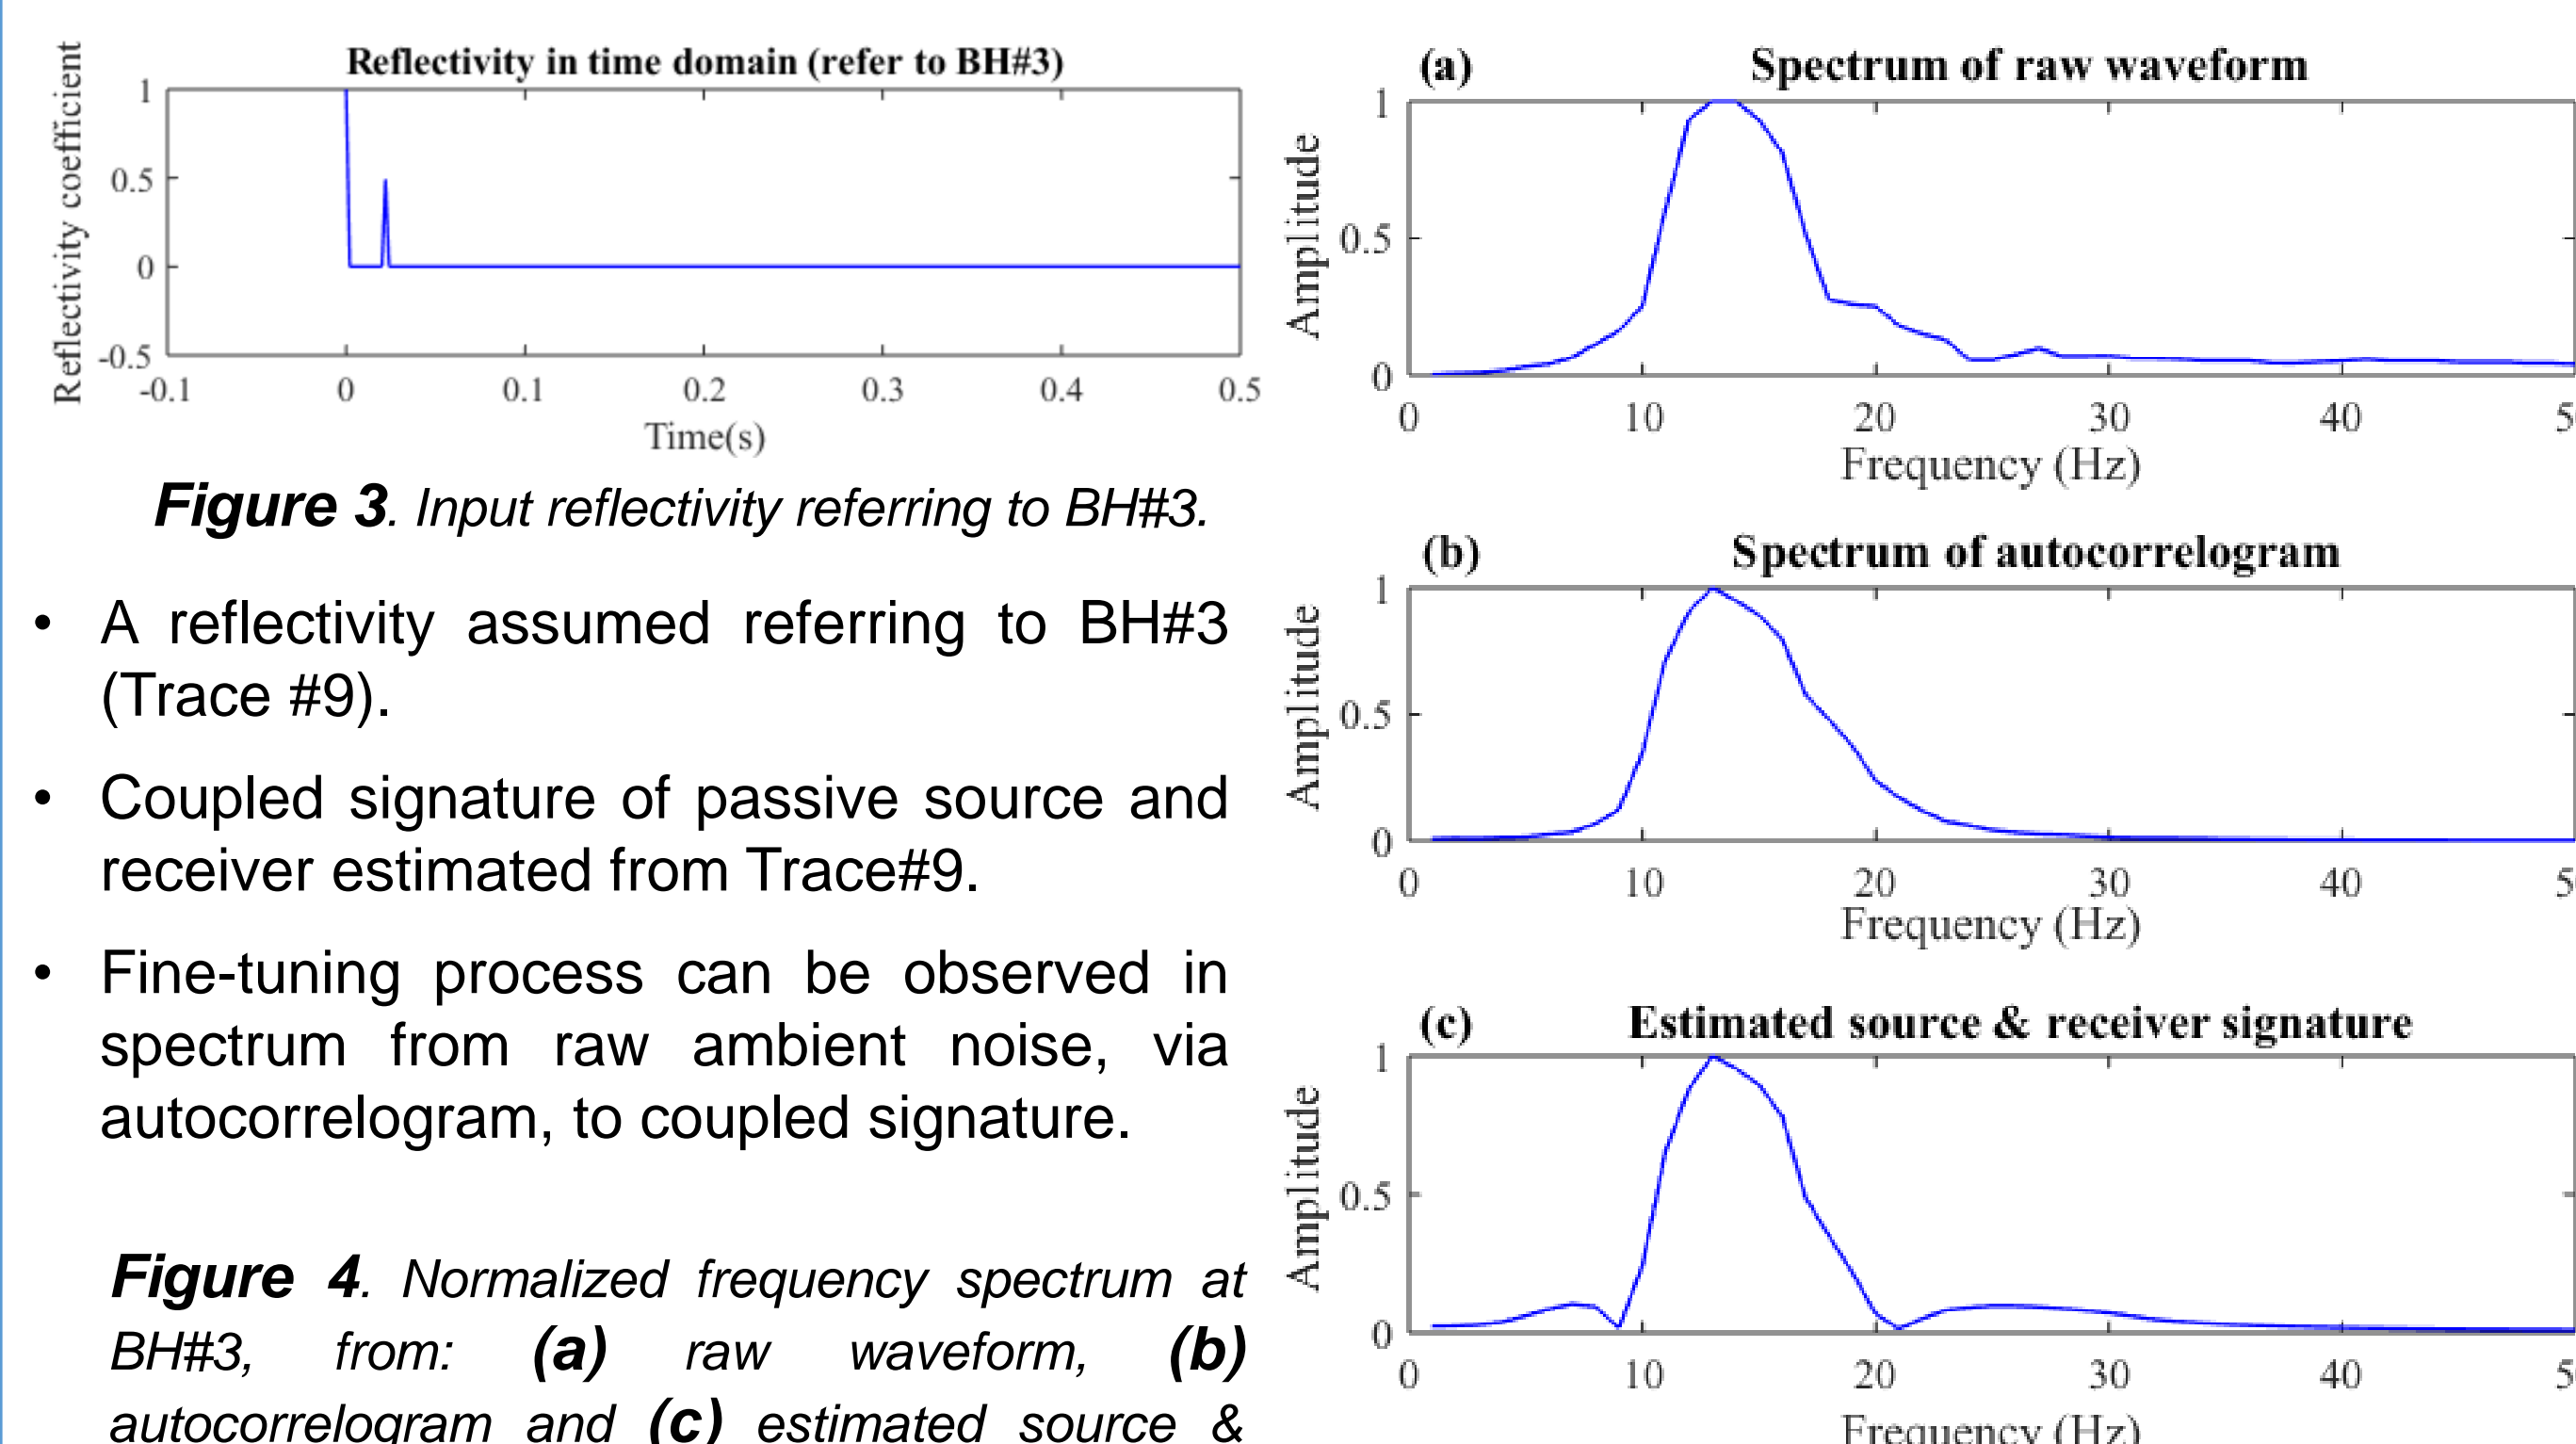 Reflectivity in time domain (refer to BH#3)
Reflectivity coefficient
1
0.5
0
-0.5
-0.1 0 0.1 0.2 0.3 0.4 0.5
Time(s)
Figure 3. Input reflectivity referring to BH#3.
• A reflectivity assumed referring to BH#3
(Trace #9).
• Coupled signature of passive source and
receiver estimated from Trace#9.
• Fine-tuning process can be observed in
spectrum from raw ambient noise, via
autocorrelogram, to coupled signature.
Figure 4. Normalized frequency spectrum at
BH#3, from: (a) raw waveform, (b)
autocorrelogram and (c) estimated source &
(a) Spectrum of raw waveform
Amplitude
1
0.5
0
0 10 20 30 40 5
Frequency (Hz)
(b) Spectrum of autocorrelogram
Amplitude
1
0.5
0
0 10 20 30 40 5
Frequency (Hz)
(c) Estimated source & receiver signature
Amplitude
1
0.5
0
0 10 20 30 40 5
Frequency (Hz)